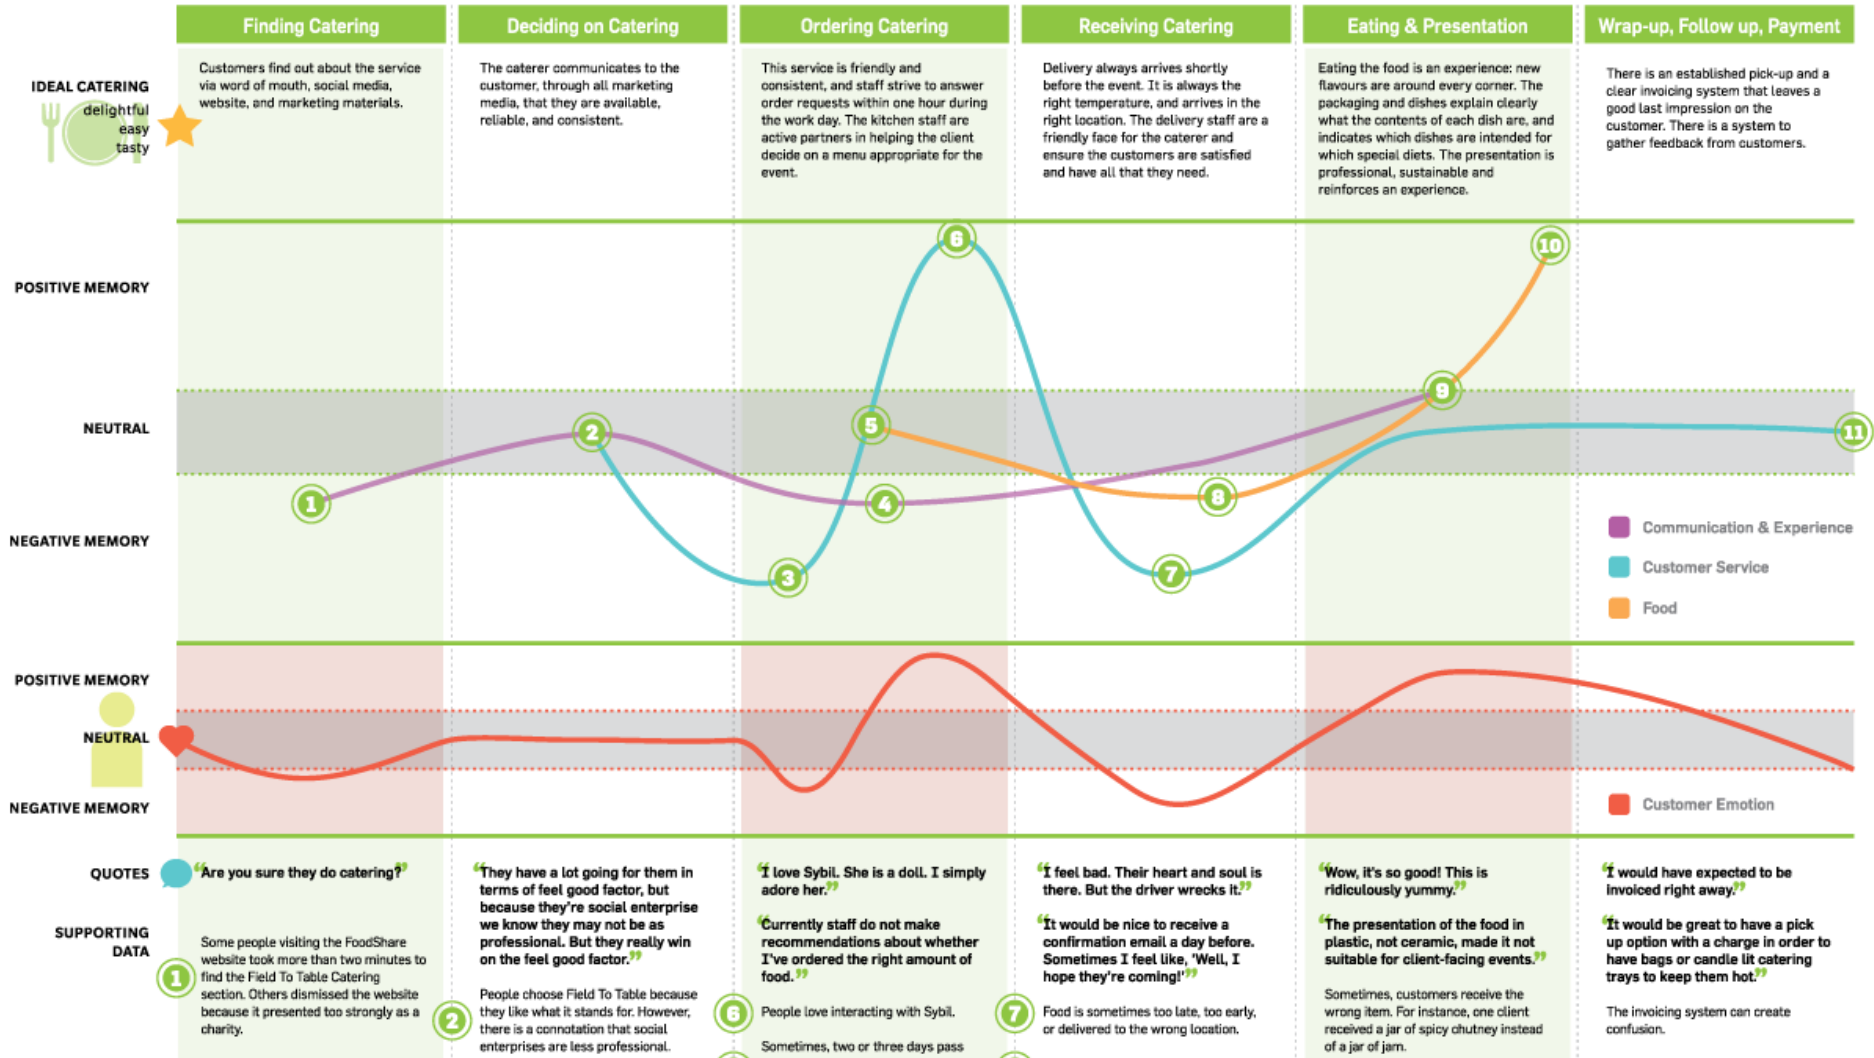 Finding Catering
Deciding on Catering
Ordering Catering
Receiving Catering
Eating & Presentation
Wrap-up, Follow up, Payment
IDEAL CATERING
delightful
easy
tasty
Customers find out about the service
via word of mouth, social media,
website, and marketing materials.
The caterer communicates to the
customer, through all marketing
media, that they are available,
reliable, and consistent.
This service is friendly and
consistent, and staff strive to answer
order requests within one hour during
the work day. The kitchen staff are
active partners in helping the client
decide on a menu appropriate for the
event.
Delivery always arrives shortly
before the event. It is always the
right temperature, and arrives in the
right location. The delivery staff are a
friendly face for the caterer and
ensure the customers are satisfied
and have all that they need.
Eating the food is an experience: new
flavours are around every corner. The
packaging and dishes explain clearly
what the contents of each dish are, and
indicates which dishes are intended for
which special diets. The presentation is
professional, sustainable and
reinforces an experience.
There is an established pick-up and a
clear invoicing system that leaves a
good last impression on the
customer. There is a system to
gather feedback from customers.
POSITIVE MEMORY
NEUTRAL
NEGATIVE MEMORY
1
2
3
4
5
6
7
8
9
10
11
Communication & Experience
Customer Service
Food
POSITIVE MEMORY
NEUTRAL
NEGATIVE MEMORY
Customer Emotion
QUOTES
SUPPORTING
DATA
"Are you sure they do catering?"
1
Some people visiting the FoodShare
website took more than two minutes to
find the Field To Table Catering
section. Others dismissed the website
because it presented too strongly as a
charity.
"They have a lot going for them in
terms of feel good factor, but
because they're social enterprise
we know they may not be as
professional. But they really win
on the feel good factor."
2
People choose Field To Table because
they like what it stands for. However,
there is a connotation that social
enterprises are less professional.
"I love Sybil. She is a doll. I simply
adore her."
"Currently staff do not make
recommendations about whether
I've ordered the right amount of
food."
6
People love interacting with Sybil.
Sometimes, two or three days pass
"I feel bad. Their heart and soul is
there. But the driver wrecks it."
"It would be nice to receive a
confirmation email a day before.
Sometimes I feel like, 'Well, I
hope they're coming!'"
7
Food is sometimes too late, too early,
or delivered to the wrong location.
"Wow, it's so good! This is
ridiculously yummy."
"The presentation of the food in
plastic, not ceramic, made it not
suitable for client-facing events."
Sometimes, customers receive the
wrong item. For instance, one client
received a jar of spicy chutney instead
of a jar of jam.
"I would have expected to be
invoiced right away."
"It would be great to have a pick
up option with a charge in order to
have bags or candle lit catering
trays to keep them hot."
The invoicing system can create
confusion.